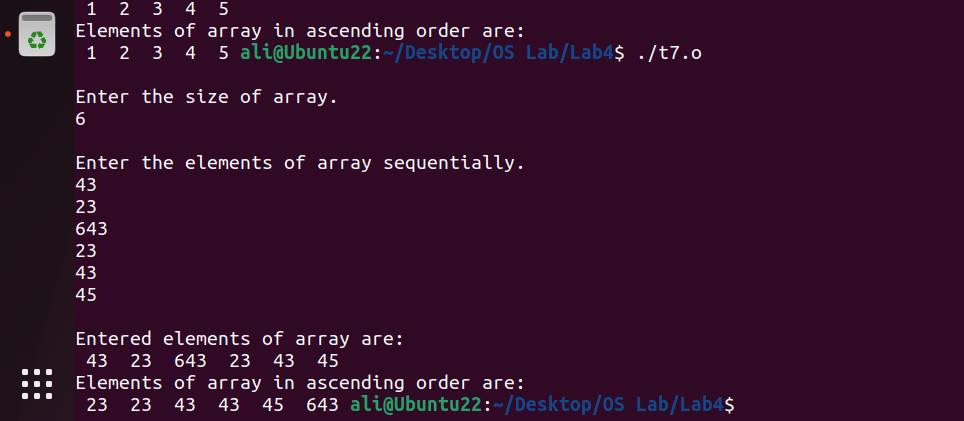 1  2  3  4  5
Elements of array in ascending order are:
1  2  3  4  5 ali@Ubuntu22:~/Desktop/OS Lab/Lab4$ ./t7.o
Enter the size of array.
6
Enter the elements of array sequentially.
43
23
643
23
43
45
Entered elements of array are:
43  23  643  23  43  45
Elements of array in ascending order are:
23  23  43  43  45  643 ali@Ubuntu22:~/Desktop/OS Lab/Lab4$